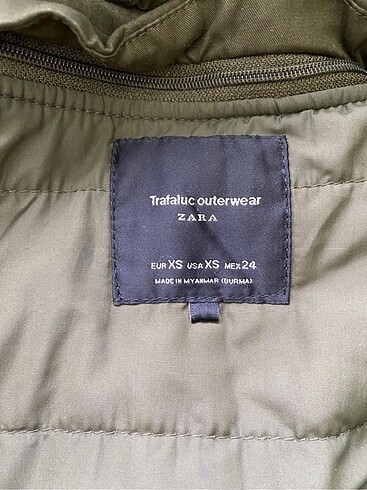 Trafaluc outerwear
ZARA
EUR XS USA XS MEX 24
MADE IN MYANMAR (BURMA)